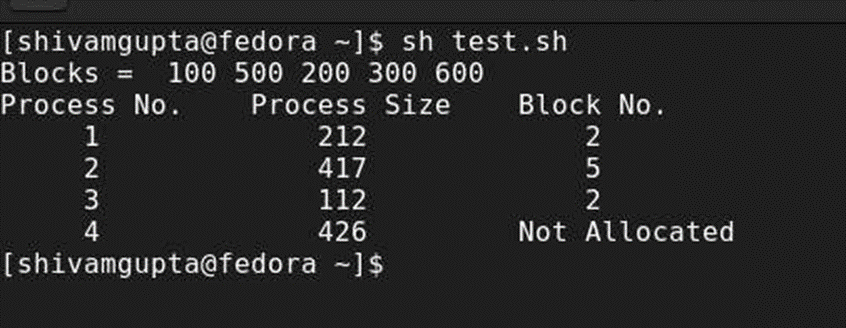 [shivamgupta@fedora ~]$ sh test.sh
Blocks =  100 500 200 300 600
Process No.    Process Size    Block No.
1    212    2
2    417    5
3    112    2
4    426    Not Allocated
[shivamgupta@fedora ~]$